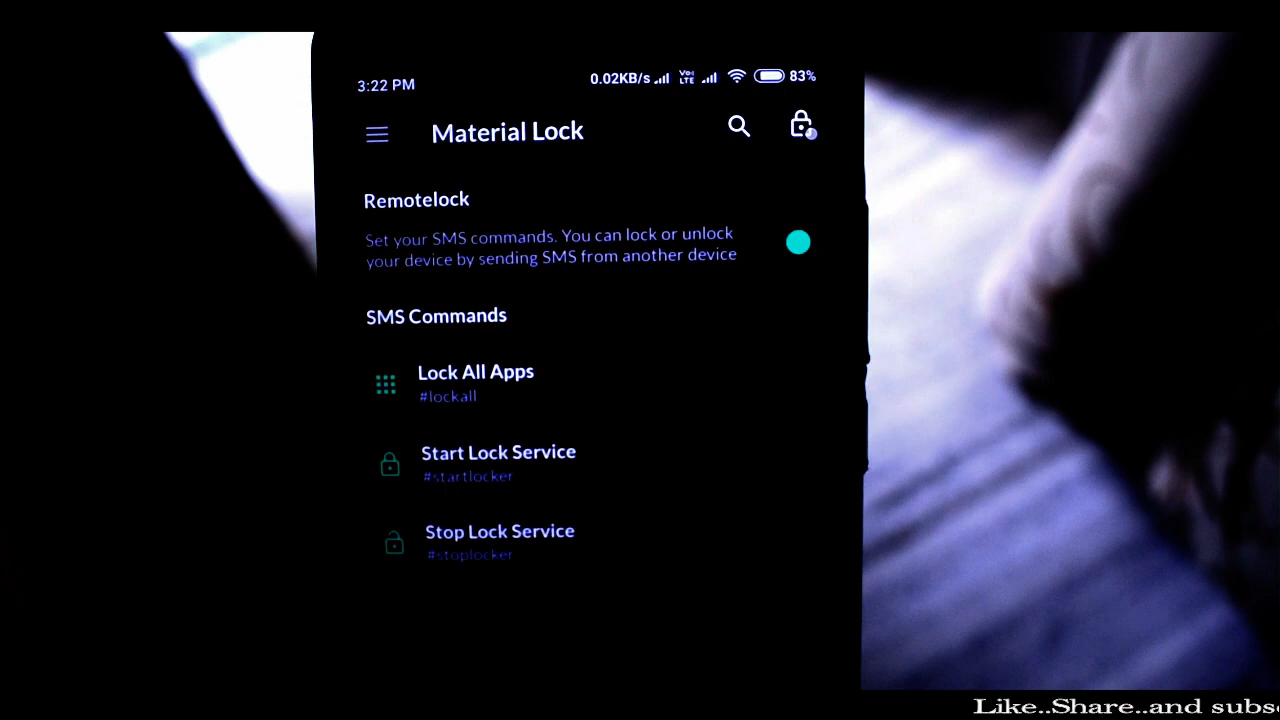 3:22 PM
0.02KB/s Vo LTE 83%
Material Lock
Remotelock
Set your SMS commands. You can lock or unlock
your device by sending SMS from another device
SMS Commands
Lock All Apps
#lockall
Start Lock Service
#startlocker
Stop Lock Service
#stoplocker
Like..Share..and subs